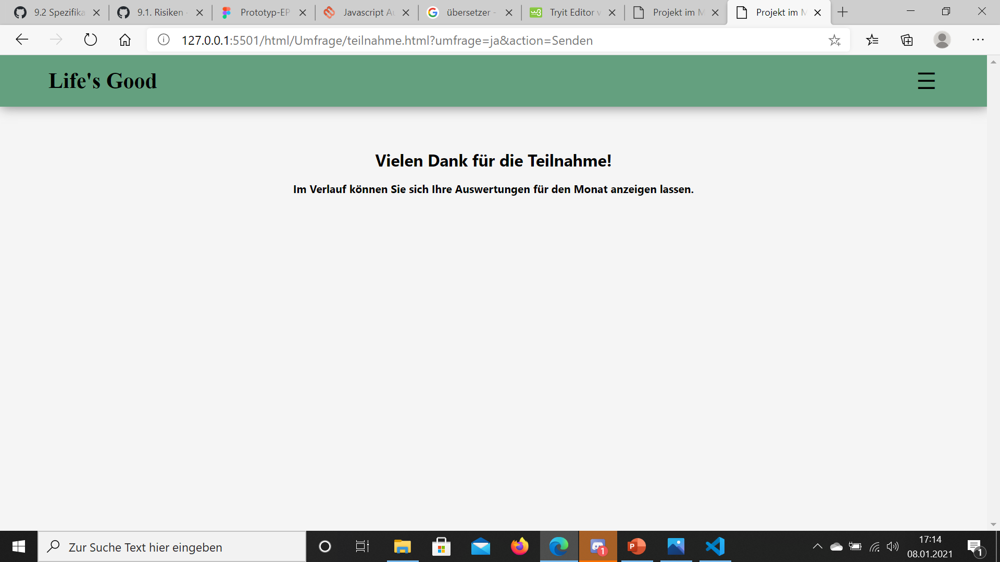 9.2 Spezifika
9.1. Risiken
Prototyp-EP
Javascript Au
übersetzer -
Tryit Editor v
Projekt im M
Projekt im M
127.0.0.1:5501/html/Umfrage/teilnahme.html?umfrage=ja&action=Senden
Life's Good
Vielen Dank für die Teilnahme!
Im Verlauf können Sie sich Ihre Auswertungen für den Monat anzeigen lassen.
Zur Suche Text hier eingeben
1
17:14
08.01.2021
1